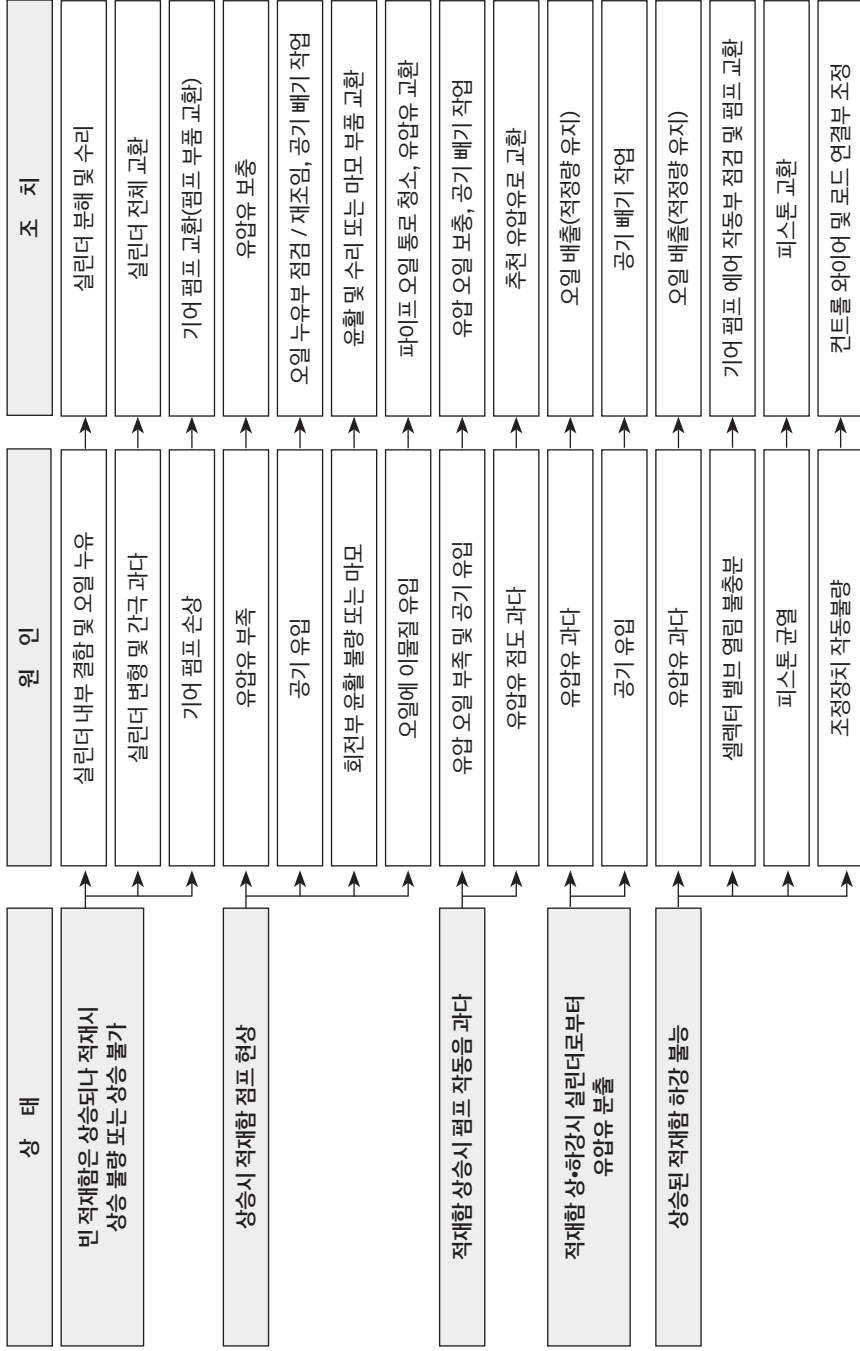 상 태
원 인
조 치
빈 적재함은 상승되나 적재시
상승 불량 또는 상승 불가
실린더 내부 결함 및 오일 누유
실린더 분해 및 수리
실린더 변형 및 간극 과다
실린더 전체 교환
기어 펌프 손상
기어 펌프 교환(펌프 부품 교환)
상승시 적재함 점프 현상
유압유 부족
유압유 보충
공기 유입
오일 누유부 점검 / 재조임, 공기 빼기 작업
회전부 윤활 불량 또는 마모
윤활 및 수리 또는 마모 부품 교환
오일에 이물질 유입
파이프 오일 통로 청소, 유압유 교환
적재함 상승시 펌프 작동음 과다
유압 오일 부족 및 공기 유입
유압 오일 보충, 공기 빼기 작업
유압유 점도 과다
추천 유압유로 교환
적재함 상•하강시 실린더로부터
유압유 분출
유압유 과다
오일 배출(적정량 유지)
공기 유입
공기 빼기 작업
상승된 적재함 하강 불능
유압유 과다
오일 배출(적정량 유지)
셀렉터 밸브 열림 불충분
기어 펌프 에어 작동부 점검 및 펌프 교환
피스톤 균열
피스톤 교환
조정장치 작동불량
컨트롤 와이어 및 로드 연결부 조정